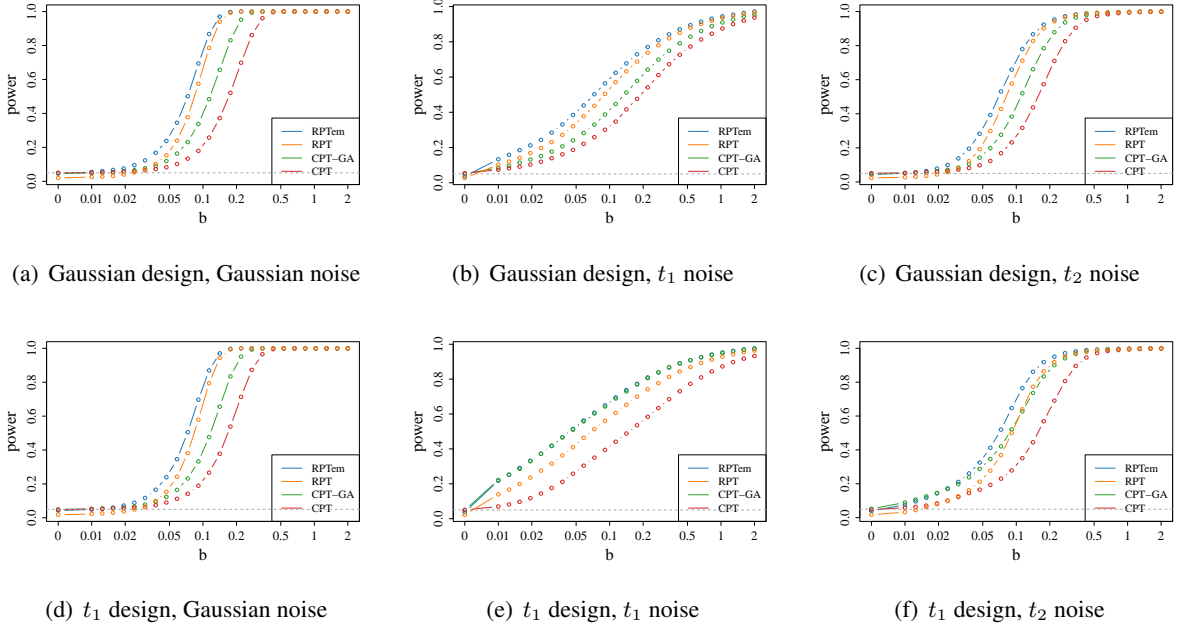 power
0.0 0.2 0.4 0.6 0.8 1.0
RPTem
RPT
CPT−GA
CPT
0 0.01 0.02 0.05 0.1 0.2 0.5 1 2
b
(a) Gaussian design, Gaussian noise
power
0.0 0.2 0.4 0.6 0.8 1.0
RPTem
RPT
CPT−GA
CPT
0 0.01 0.02 0.05 0.1 0.2 0.5 1 2
b
(b) Gaussian design, t₁ noise
power
0.0 0.2 0.4 0.6 0.8 1.0
RPTem
RPT
CPT−GA
CPT
0 0.01 0.02 0.05 0.1 0.2 0.5 1 2
b
(c) Gaussian design, t₂ noise
power
0.0 0.2 0.4 0.6 0.8 1.0
RPTem
RPT
CPT−GA
CPT
0 0.01 0.02 0.05 0.1 0.2 0.5 1 2
b
(d) t₁ design, Gaussian noise
power
0.0 0.2 0.4 0.6 0.8 1.0
RPTem
RPT
CPT−GA
CPT
0 0.01 0.02 0.05 0.1 0.2 0.5 1 2
b
(e) t₁ design, t₁ noise
power
0.0 0.2 0.4 0.6 0.8 1.0
RPTem
RPT
CPT−GA
CPT
0 0.01 0.02 0.05 0.1 0.2 0.5 1 2
b
(f) t₁ design, t₂ noise